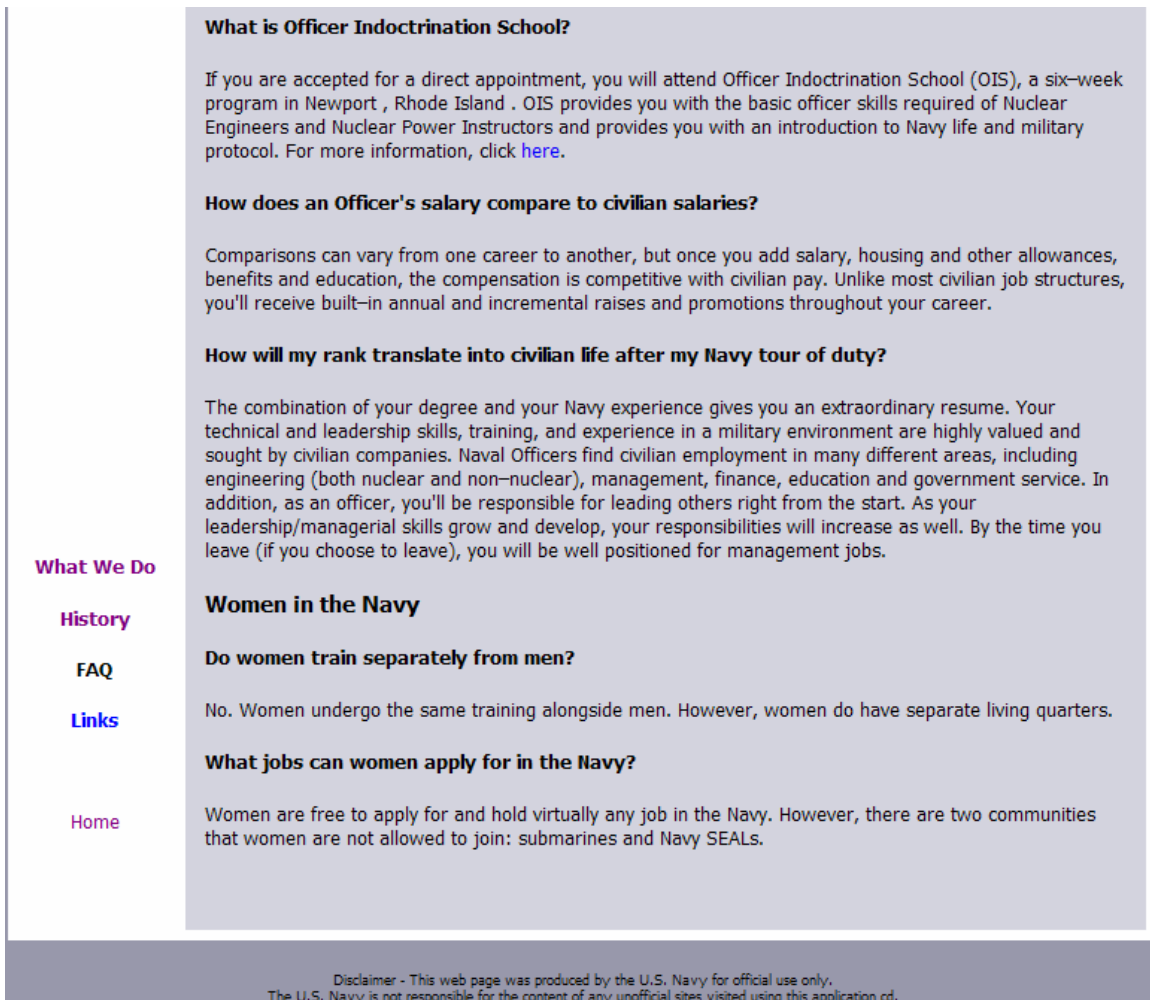 What is Officer Indoctrination School?
If you are accepted for a direct appointment, you will attend Officer Indoctrination School (OIS), a six–week
program in Newport , Rhode Island . OIS provides you with the basic officer skills required of Nuclear
Engineers and Nuclear Power Instructors and provides you with an introduction to Navy life and military
protocol. For more information, click here.
How does an Officer's salary compare to civilian salaries?
Comparisons can vary from one career to another, but once you add salary, housing and other allowances,
benefits and education, the compensation is competitive with civilian pay. Unlike most civilian job structures,
you'll receive built–in annual and incremental raises and promotions throughout your career.
How will my rank translate into civilian life after my Navy tour of duty?
The combination of your degree and your Navy experience gives you an extraordinary resume. Your
technical and leadership skills, training, and experience in a military environment are highly valued and
sought by civilian companies. Naval Officers find civilian employment in many different areas, including
engineering (both nuclear and non–nuclear), management, finance, education and government service. In
addition, as an officer, you'll be responsible for leading others right from the start. As your
leadership/managerial skills grow and develop, your responsibilities will increase as well. By the time you
leave (if you choose to leave), you will be well positioned for management jobs.
Women in the Navy
Do women train separately from men?
No. Women undergo the same training alongside men. However, women do have separate living quarters.
What jobs can women apply for in the Navy?
Women are free to apply for and hold virtually any job in the Navy. However, there are two communities
that women are not allowed to join: submarines and Navy SEALs.
What We Do
History
FAQ
Links
Home
Disclaimer - This web page was produced by the U.S. Navy for official use only.
The U.S. Navy is not responsible for the content of any unofficial sites visited using this application cd.